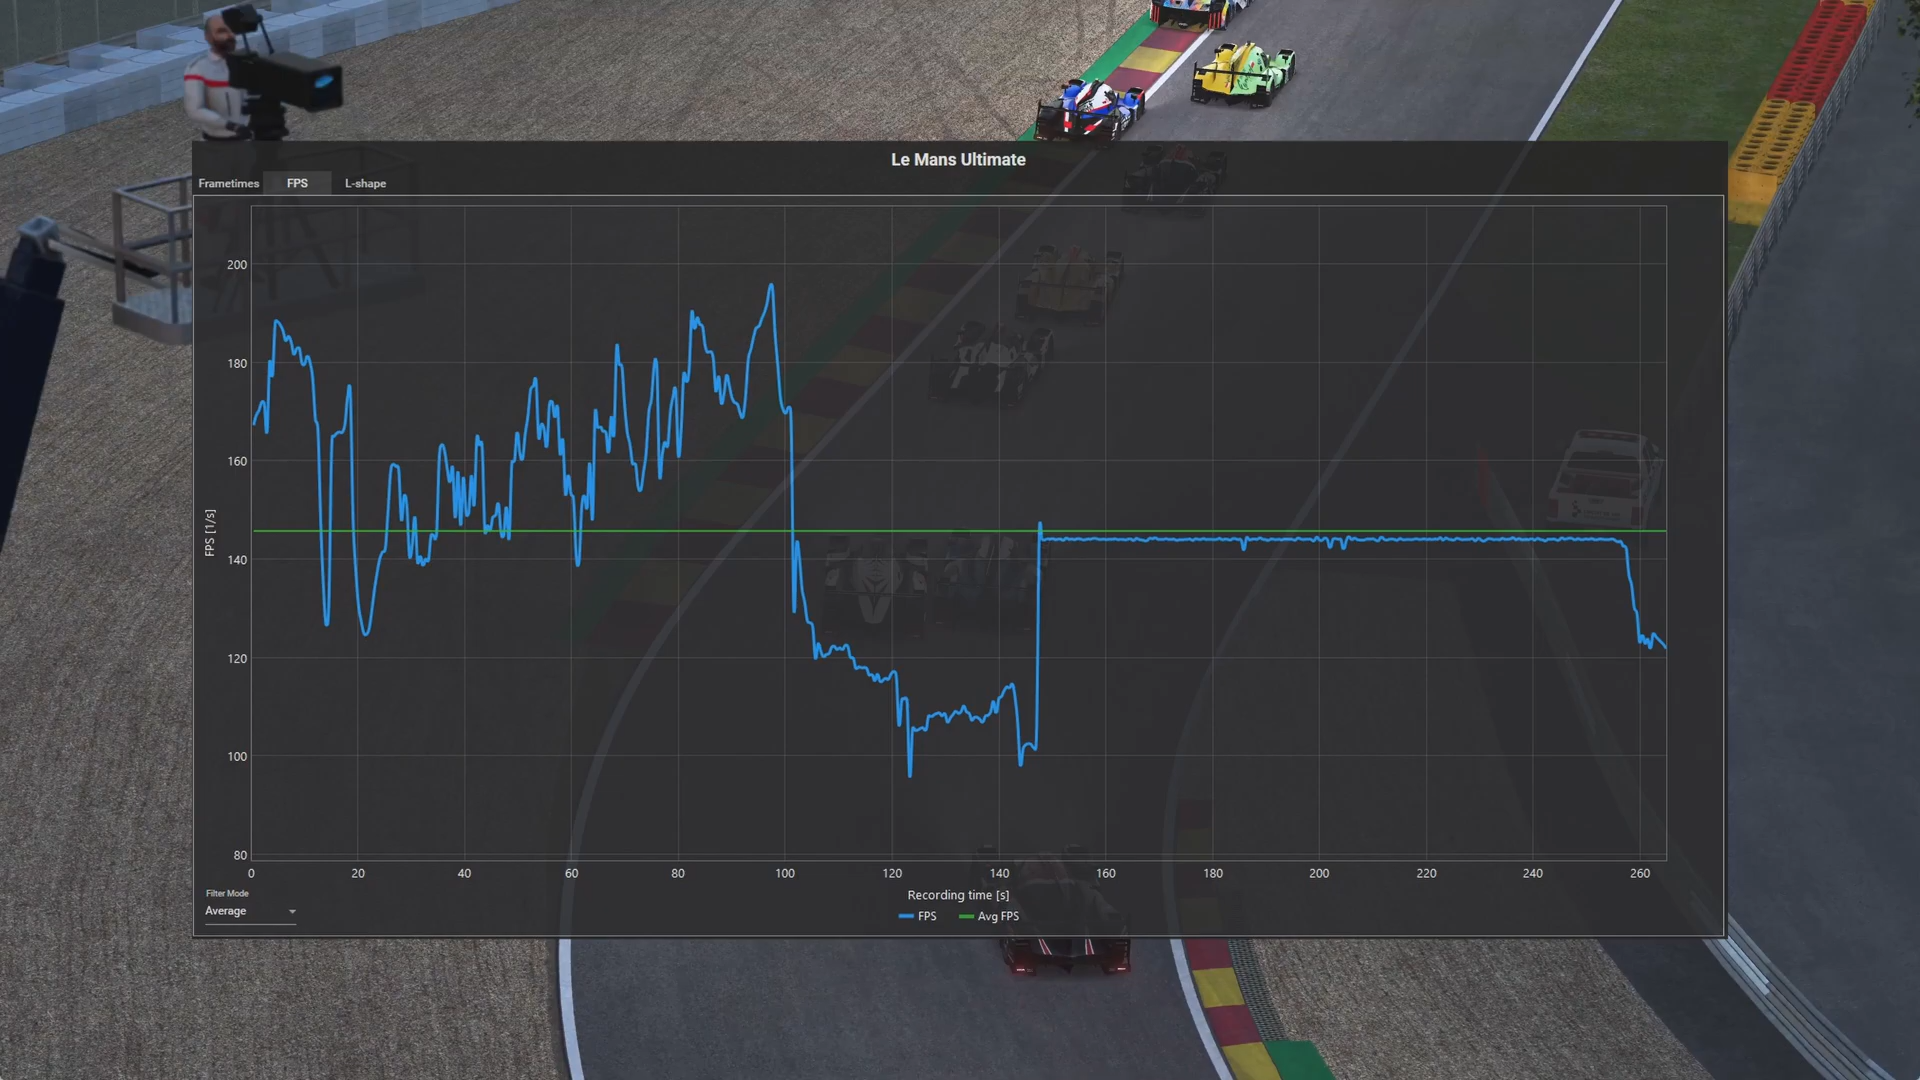 Le Mans Ultimate
Frametimes FPS L-shape
200
180
160
140
120
100
80
FPS [1/s]
0 20 40 60 80 100 120 140 160 180 200 220 240 260
Recording time [s]
FPS Avg FPS
Filter Mode
Average